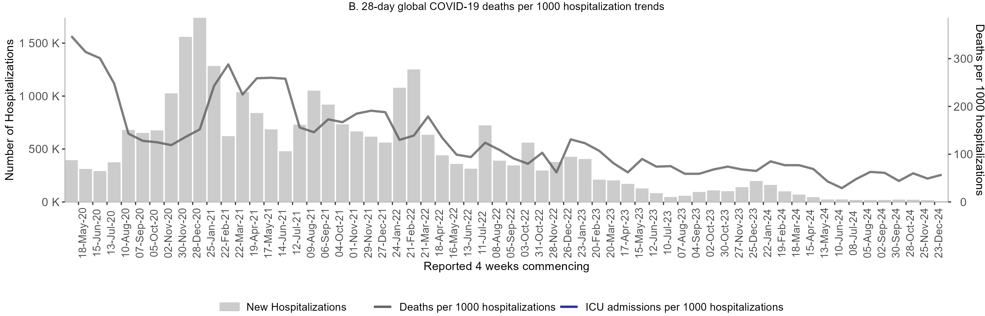 B. 28-day global COVID-19 deaths per 1000 hospitalization trends
Number of Hospitalizations
1 500 K
1 000 K
500 K
0 K
Deaths per 1000 hospitalizations
300
200
100
0
18-May-20
15-Jun-20
13-Jul-20
10-Aug-20
07-Sep-20
05-Oct-20
02-Nov-20
30-Nov-20
28-Dec-20
25-Jan-21
22-Feb-21
22-Mar-21
19-Apr-21
17-May-21
14-Jun-21
12-Jul-21
09-Aug-21
06-Sep-21
04-Oct-21
01-Nov-21
29-Nov-21
27-Dec-21
24-Jan-22
21-Feb-22
21-Mar-22
18-Apr-22
16-May-22
13-Jun-22
11-Jul-22
08-Aug-22
05-Sep-22
03-Oct-22
31-Oct-22
28-Nov-22
26-Dec-22
23-Jan-23
20-Feb-23
20-Mar-23
17-Apr-23
15-May-23
12-Jun-23
10-Jul-23
07-Aug-23
04-Sep-23
02-Oct-23
30-Oct-23
27-Nov-23
25-Dec-23
22-Jan-24
19-Feb-24
18-Mar-24
15-Apr-24
13-May-24
10-Jun-24
08-Jul-24
05-Aug-24
02-Sep-24
30-Sep-24
28-Oct-24
25-Nov-24
23-Dec-24
Reported 4 weeks commencing
New Hospitalizations
Deaths per 1000 hospitalizations
ICU admissions per 1000 hospitalizations